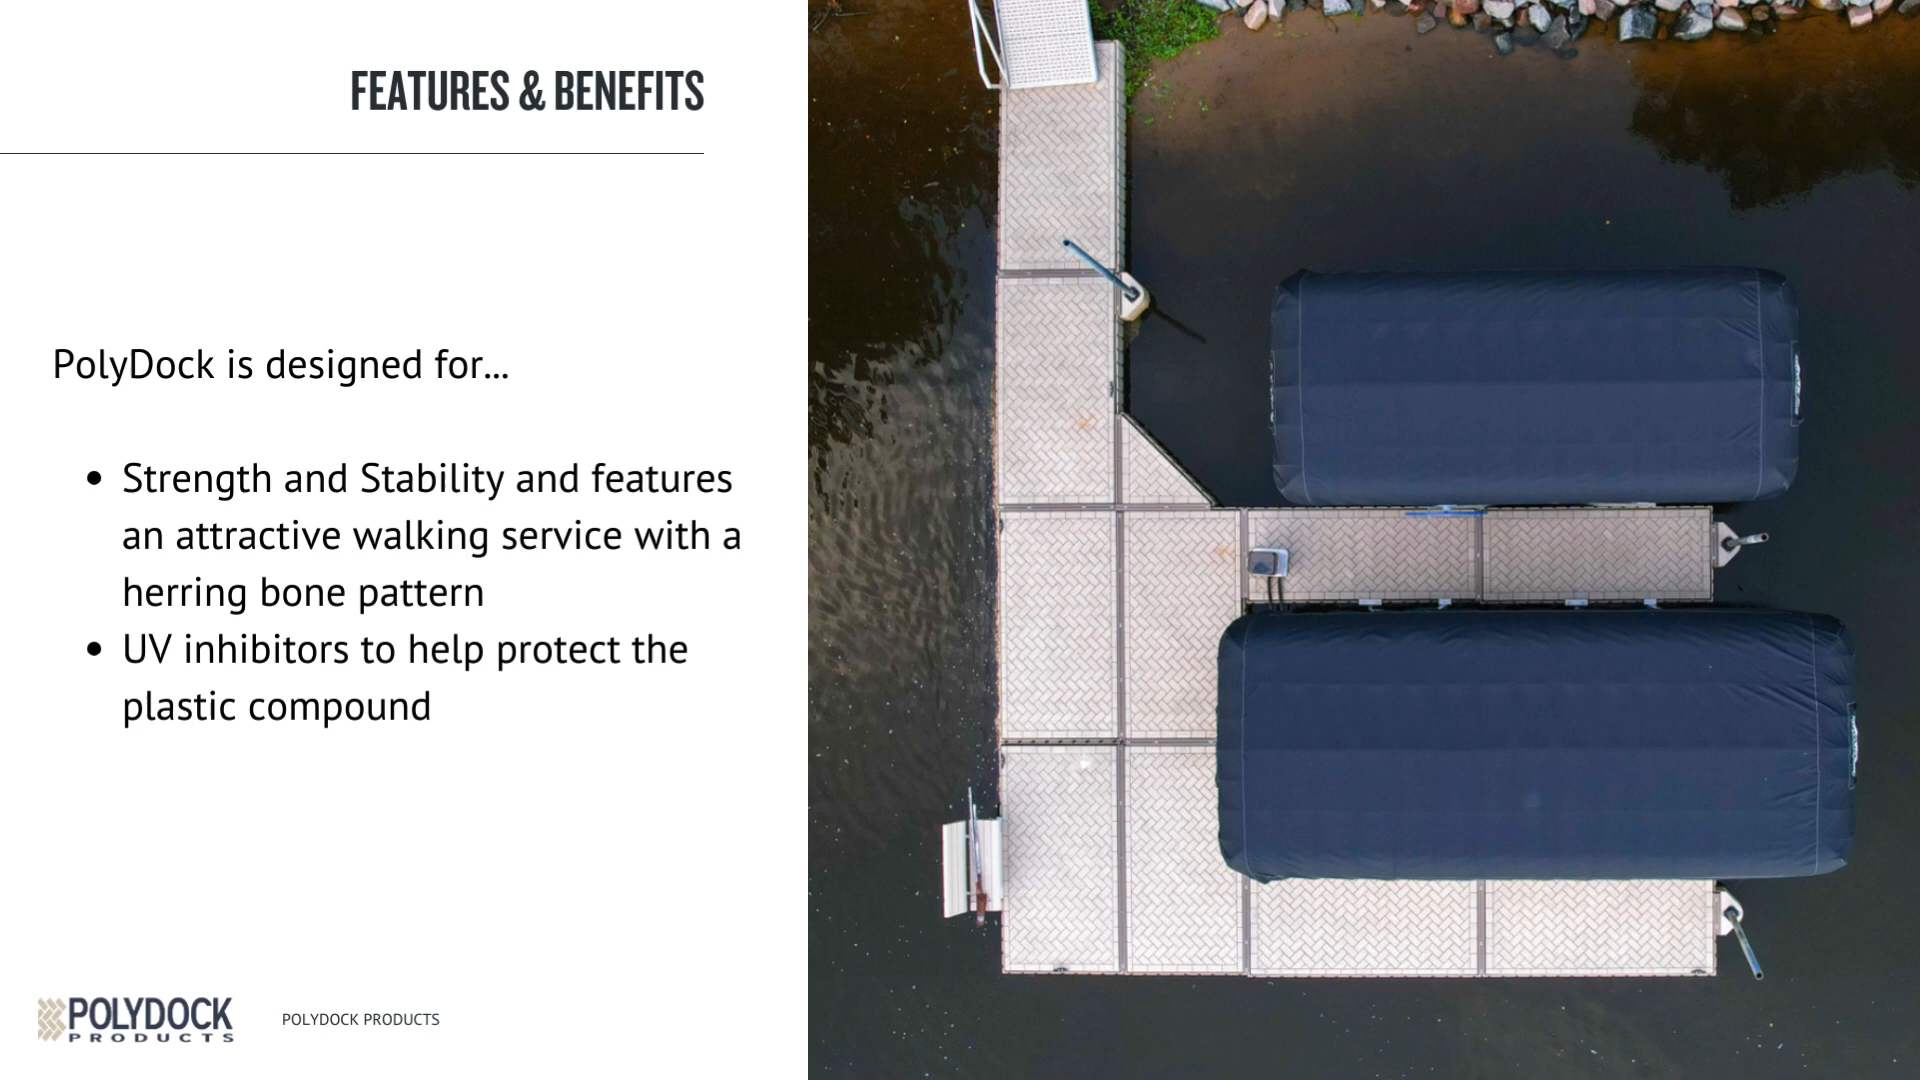 FEATURES & BENEFITS
PolyDock is designed for...
• Strength and Stability and features
an attractive walking service with a
herring bone pattern
• UV inhibitors to help protect the
plastic compound
POLYDOCK
PRODUCTS
POLYDOCK PRODUCTS